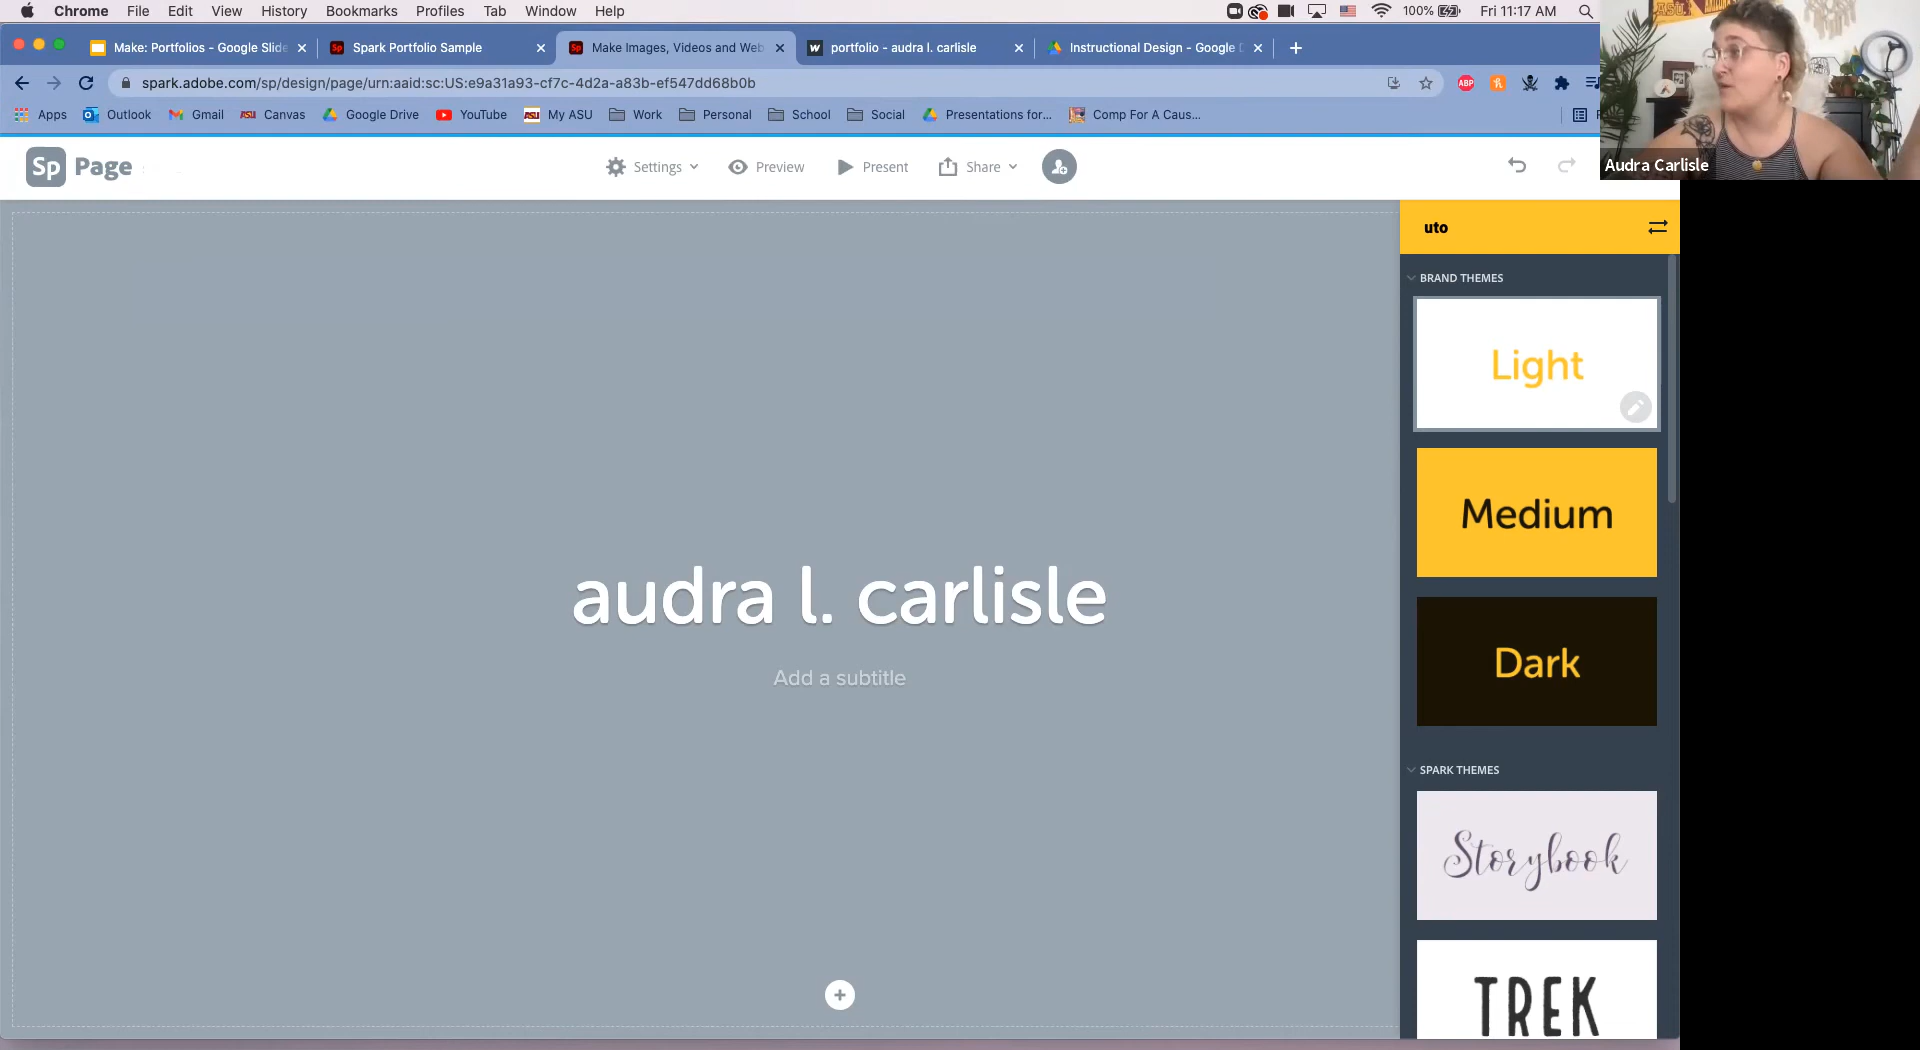 Chrome File Edit View History Bookmarks Profiles Tab Window Help 100% Fri 11:17 AM
Make: Portfolios - Google Slide Spark Portfolio Sample Make Images, Videos and Web portfolio - audra l. carlisle Instructional Design - Google D
spark.adobe.com/sp/design/page/urn:aaid:sc:US:e9a31a93-cf7c-4d2a-a83b-ef547dd68b0b ABP
Apps Outlook Gmail ASU Canvas Google Drive YouTube ASU My ASU Work Personal School Social Presentations for... Comp For A Caus...
Audra Carlisle
Sp Page Settings Preview Present Share
uto
BRAND THEMES
Light
Medium
audra l. carlisle
Add a subtitle
Dark
SPARK THEMES
Storybook
TREK